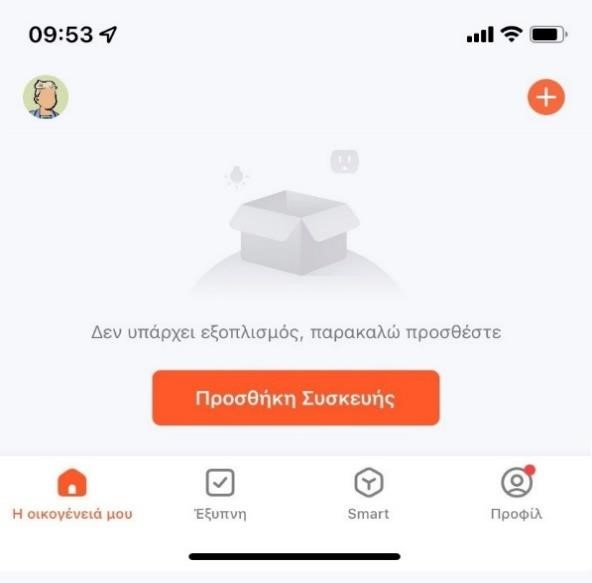 09:53
Δεν υπάρχει εξοπλισμός, παρακαλώ προσθέστε
Προσθήκη Συσκευής
Η οικογένειά μου
Έξυπνη
Smart
Προφίλ